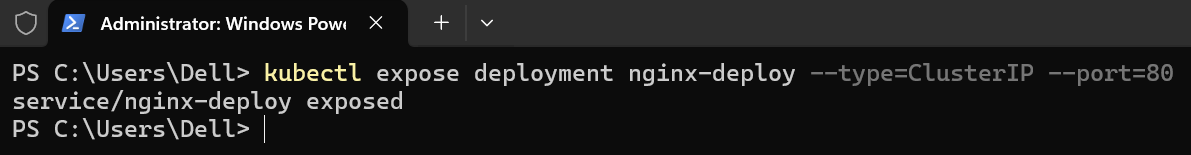 Administrator: Windows Pow
PS C:\Users\Dell> kubectl expose deployment nginx-deploy --type=ClusterIP --port=80
service/nginx-deploy exposed
PS C:\Users\Dell>